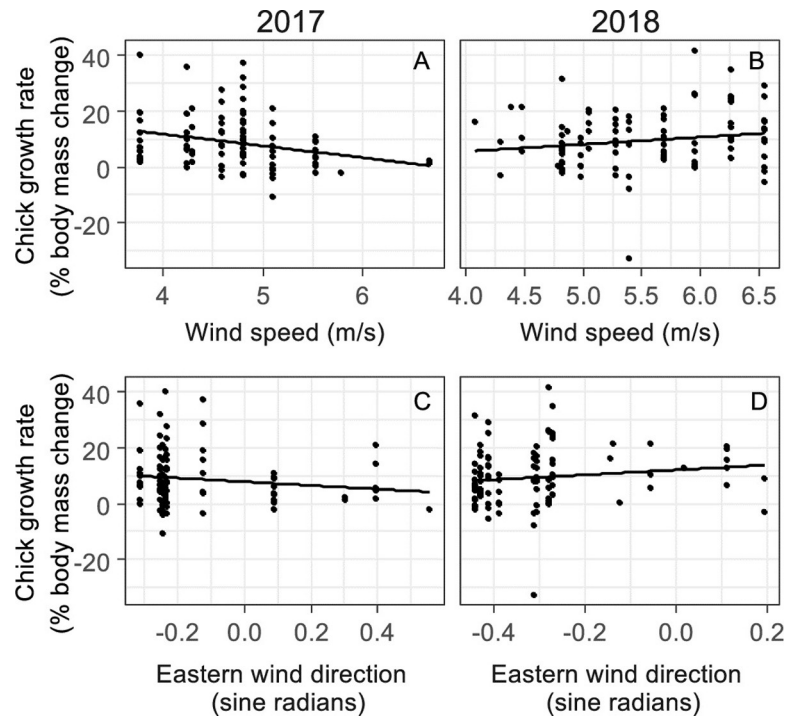 2017
2018
Chick growth rate
(% body mass change)
40
20
0
-20
A
B
4
5
6
4.0
4.5
5.0
5.5
6.0
6.5
Wind speed (m/s)
Wind speed (m/s)
Chick growth rate
(% body mass change)
40
20
0
-20
C
D
-0.2
0.0
0.2
0.4
-0.4
-0.2
0.0
0.2
Eastern wind direction
(sine radians)
Eastern wind direction
(sine radians)